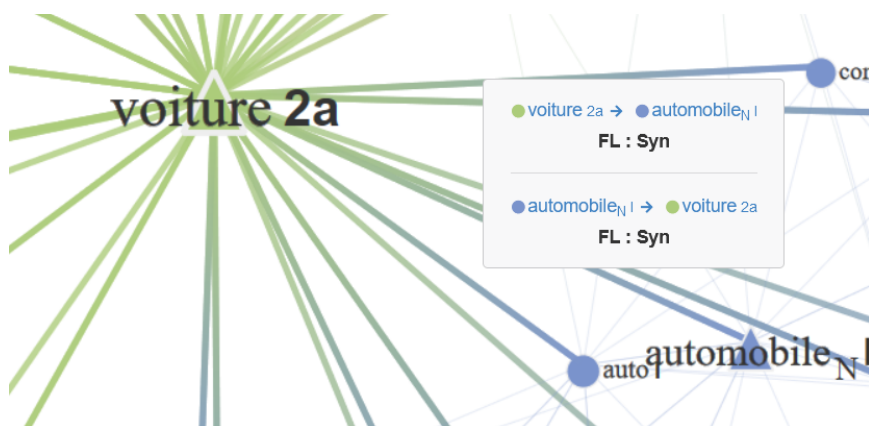 voiture 2a
voiture 2a → automobileN I
FL : Syn
automobileN I → voiture 2a
FL : Syn
auto I
automobileN I